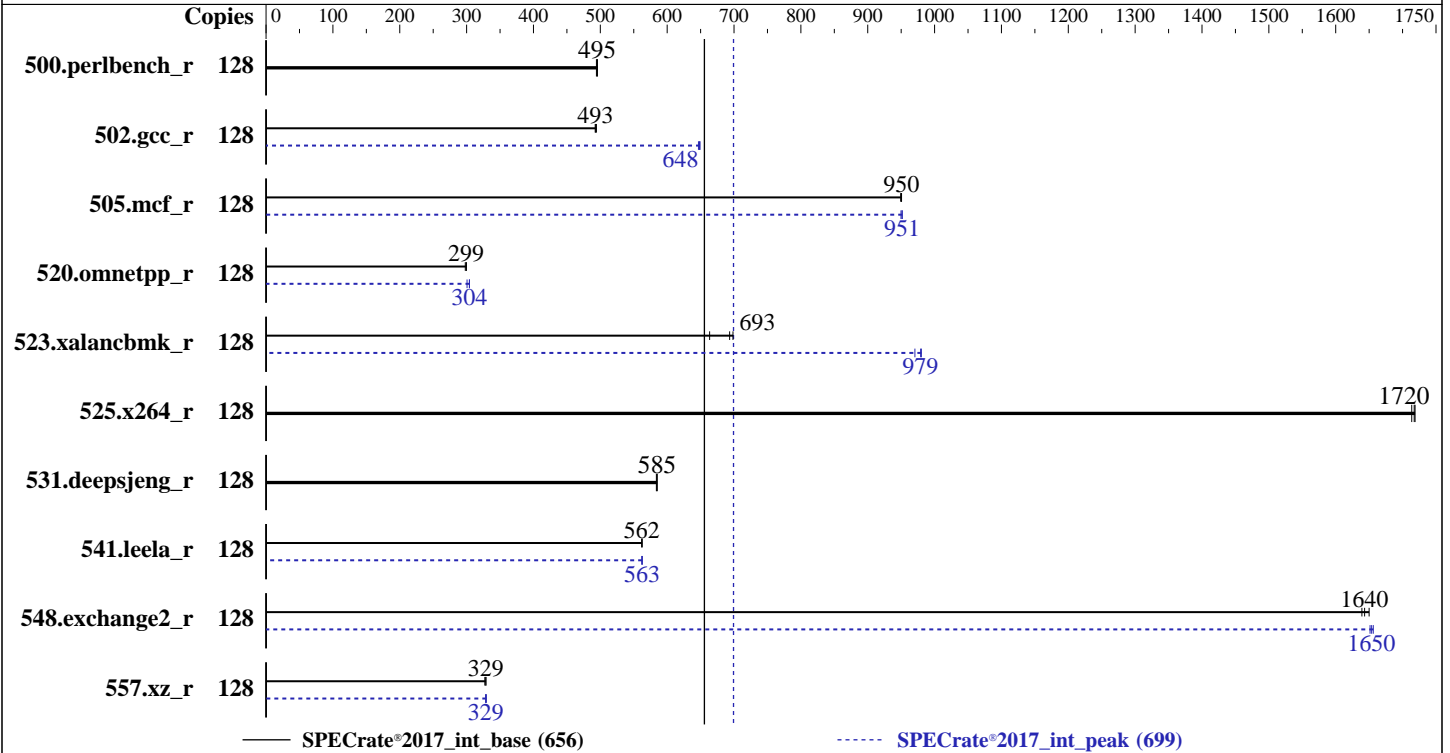 Copies 0 100 200 300 400 500 600 700 800 900 1000 1100 1200 1300 1400 1500 1600 1750
495
500.perlbench_r 128
493
502.gcc_r 128
648
950
505.mcf_r 128
951
299
520.omnetpp_r 128
304
693
523.xalancbmk_r 128
979
1720
525.x264_r 128
585
531.deepsjeng_r 128
562
541.leela_r 128
563
1640
548.exchange2_r 128
1650
329
557.xz_r 128
329
SPECrate®2017_int_base (656) SPECrate®2017_int_peak (699)